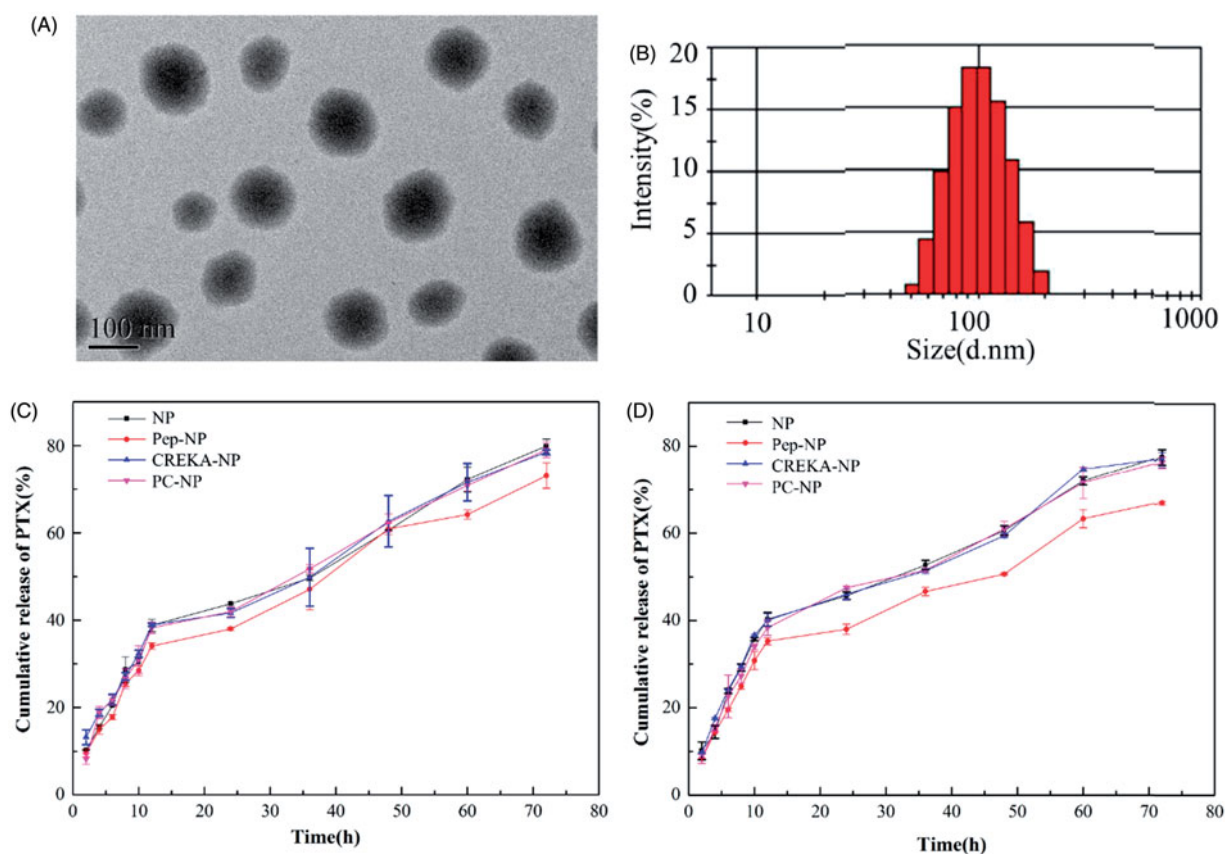 (A)
100 nm
(B)
Intensity(%)
20
15
10
5
0
10
100
1000
Size(d.nm)
(C)
NP
Pep-NP
CREKA-NP
PC-NP
Cumulative release of PTX(%)
80
60
40
20
0
0 10 20 30 40 50 60 70 80
Time(h)
(D)
NP
Pep-NP
CREKA-NP
PC-NP
Cumulative release of PTX(%)
80
60
40
20
0
0 10 20 30 40 50 60 70 80
Time(h)